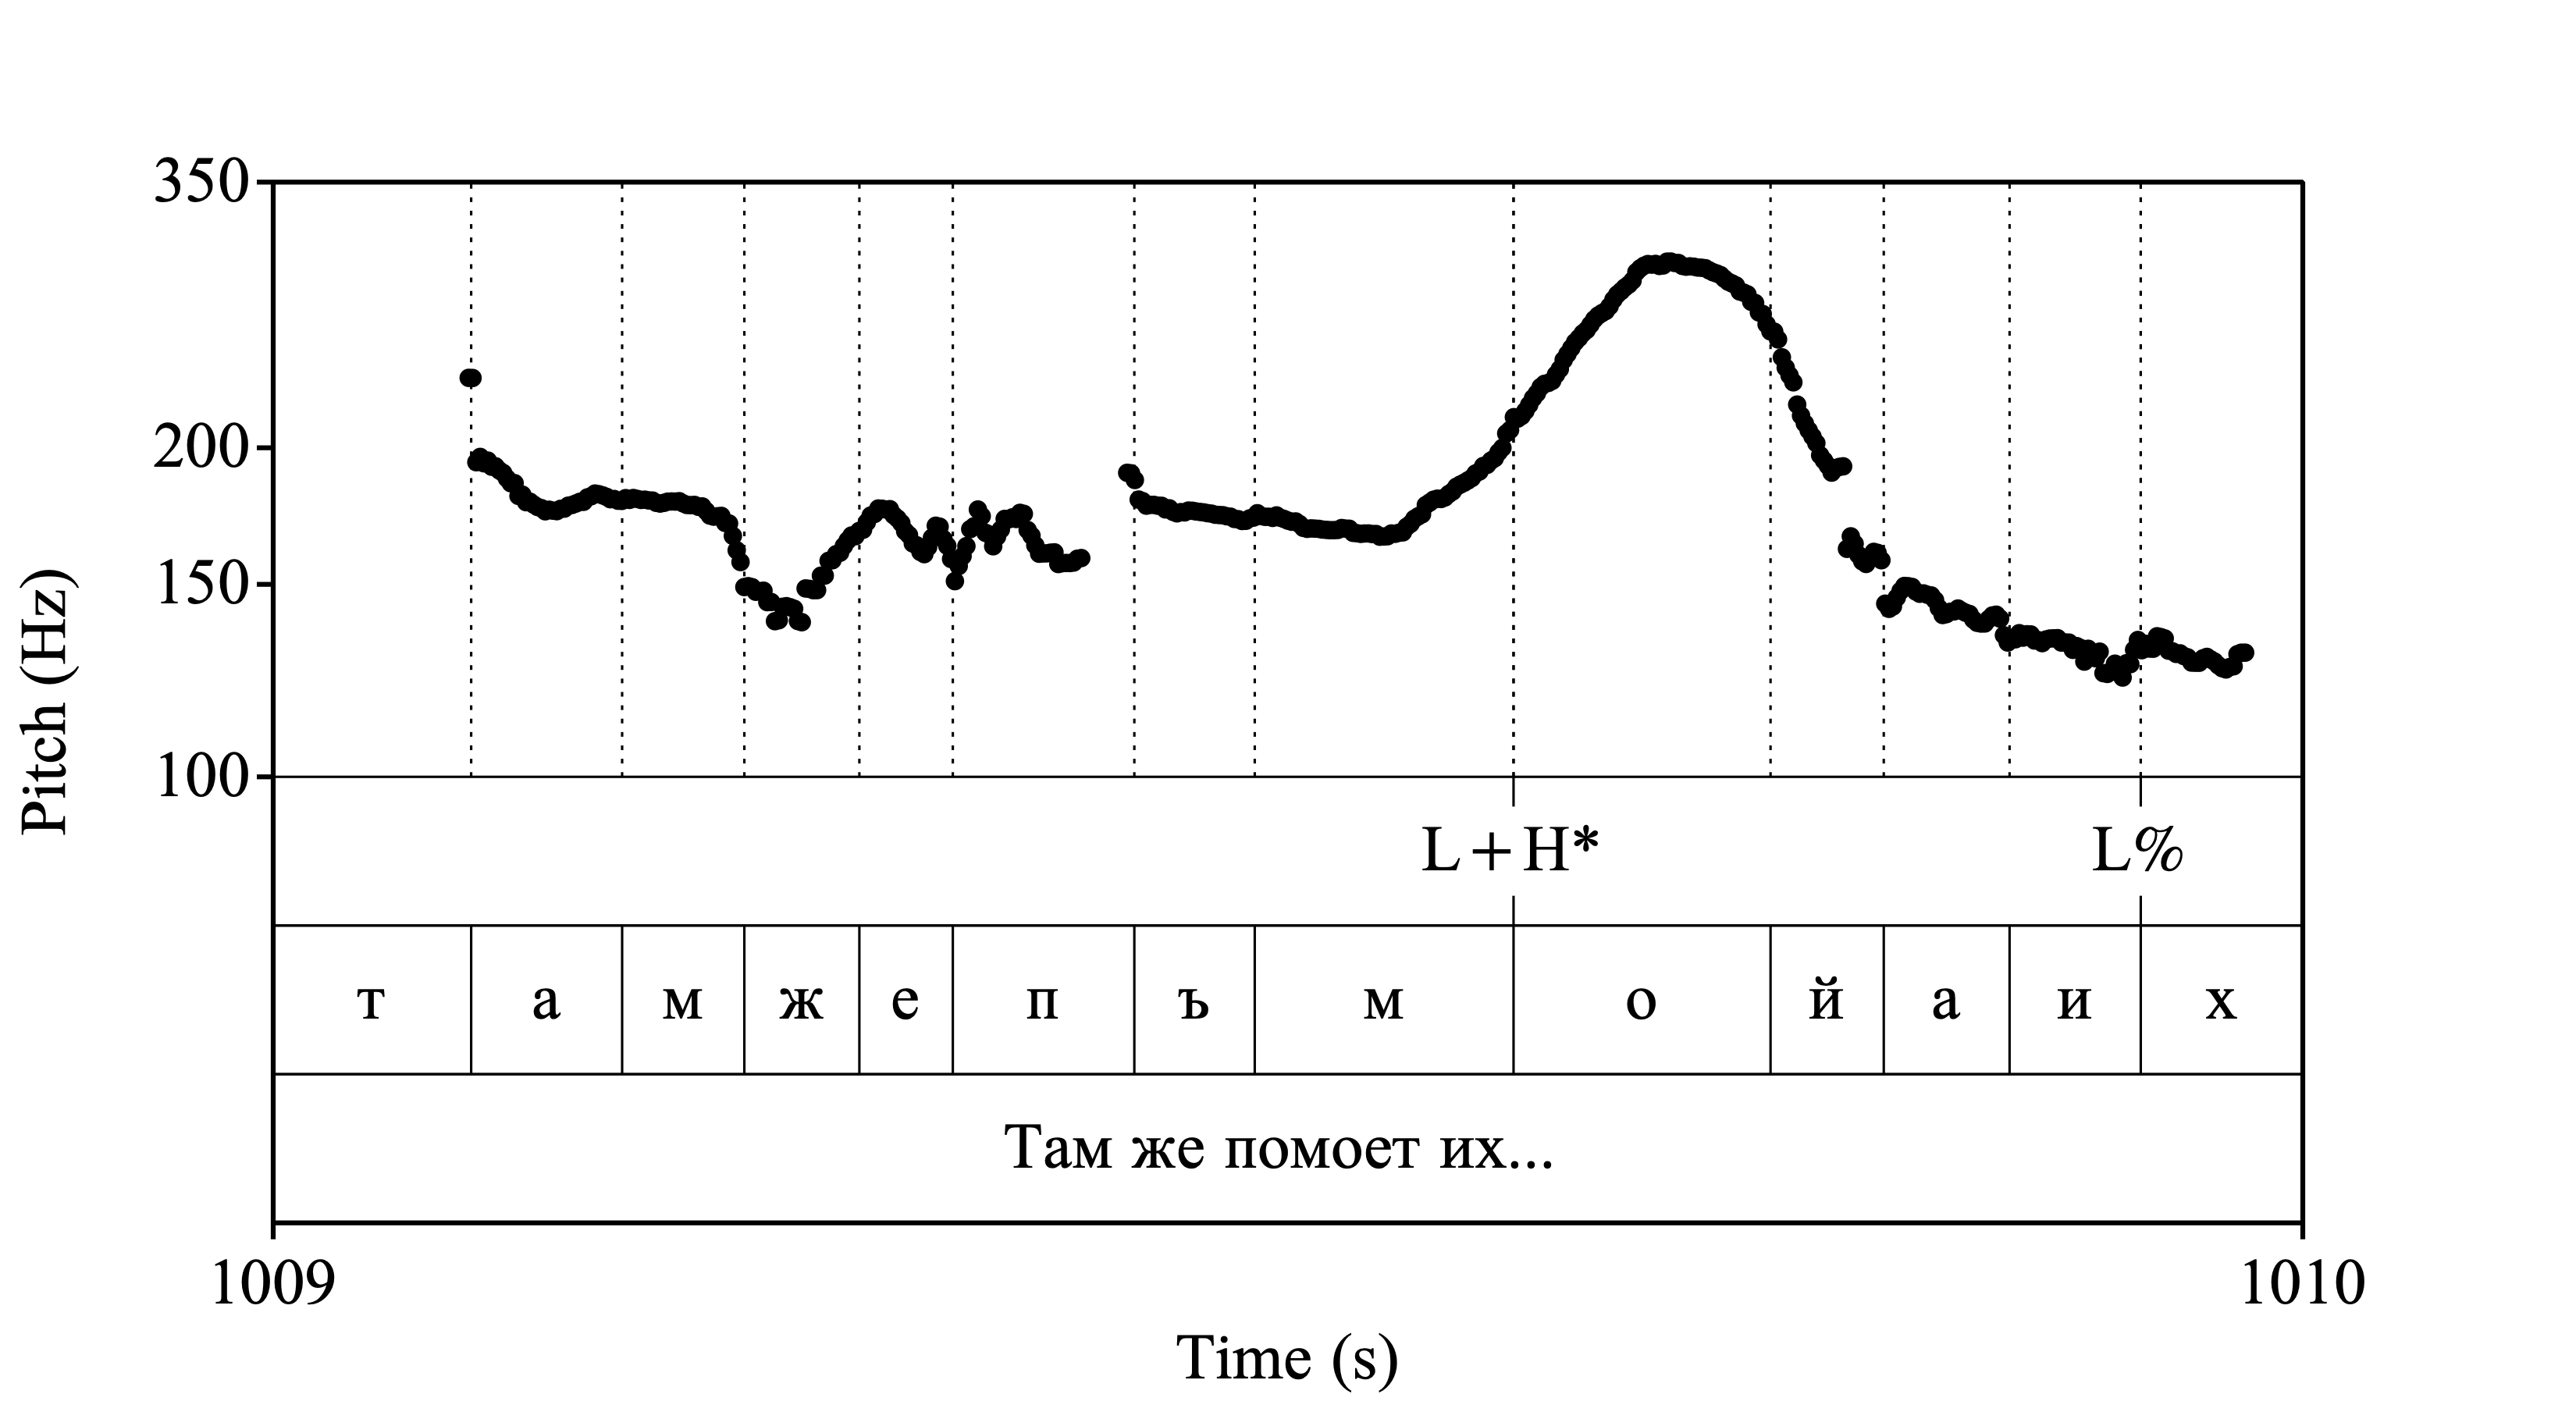 350
200
150
100
Pitch (Hz)
L+H* L%
т а м ж е п ъ м о й а и х
Там же помоет их...
1009 1010
Time (s)